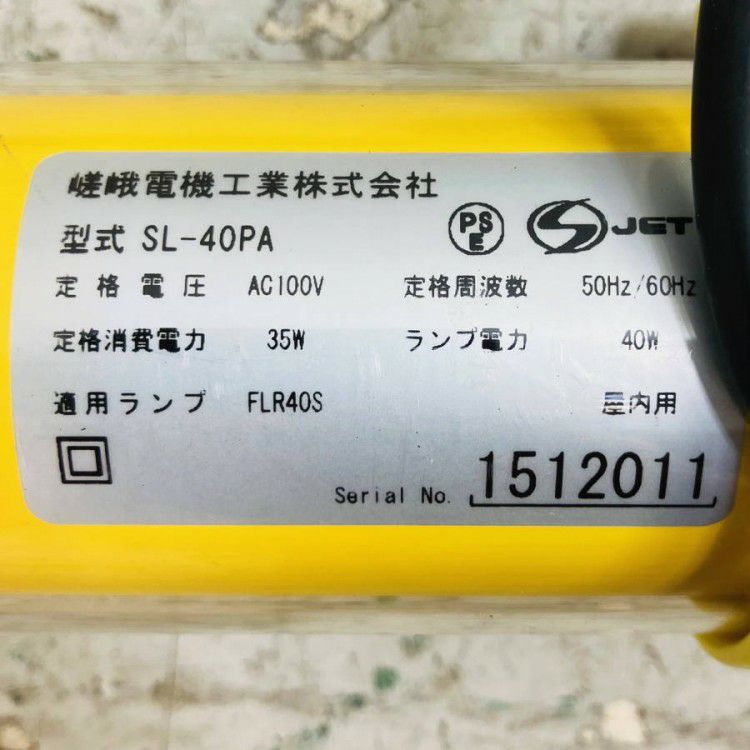 嵯峨電機工業株式会社
型式 SL-40PA PSE JET
定格電圧 AC100V 定格周波数 50Hz/60Hz
定格消費電力 35W ランプ電力 40W
適用ランプ FLR40S 屋内用
Serial No. 1512011